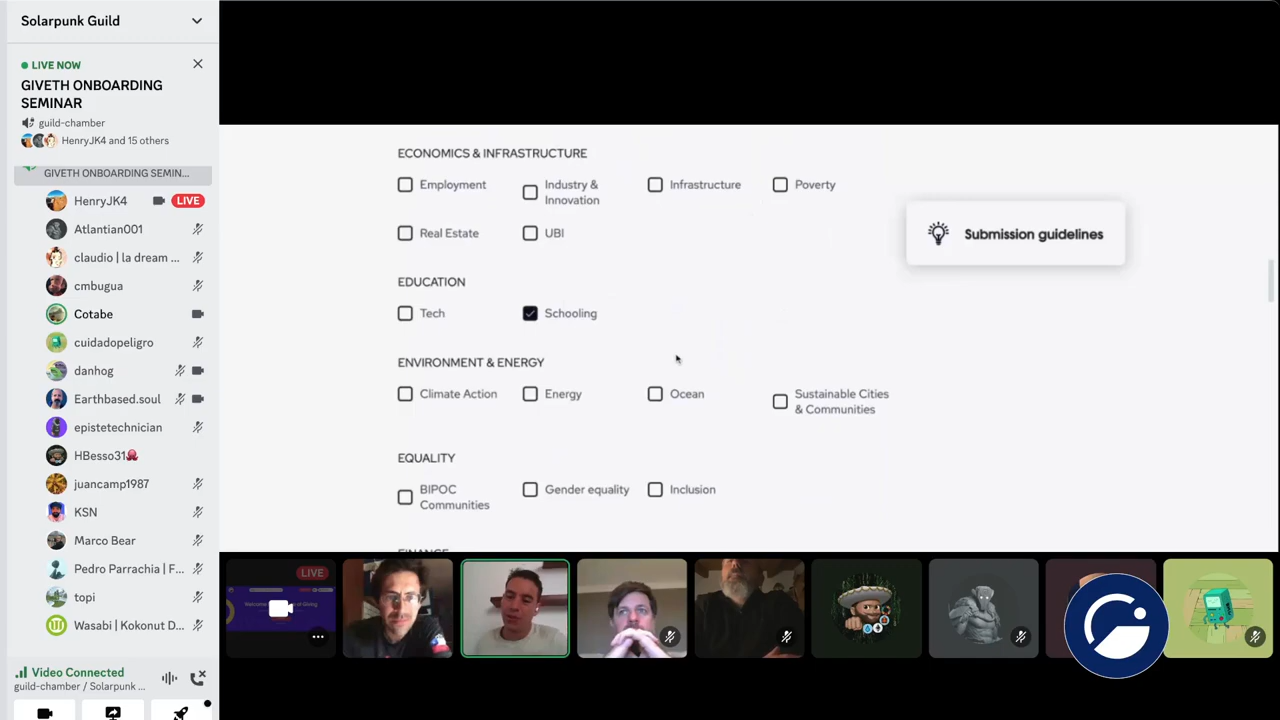 Solarpunk Guild
LIVE NOW
GIVETH ONBOARDING
SEMINAR
guild-chamber
HenryJK4 and 15 others
GIVETH ONBOARDING SEMIN...
HenryJK4
LIVE
Atlantian001
claudio | la dream ...
cmbugua
Cotabe
cuidadopeligro
danhog
Earthbased.soul
epistetechnician
HBesso31🐙
juancamp1987
KSN
Marco Bear
Pedro Parrachia | F...
topi
Wasabi | Kokonut D...
Video Connected
guild-chamber / Solarpunk ...
ECONOMICS & INFRASTRUCTURE
Employment
Industry &
Innovation
Infrastructure
Poverty
Real Estate
UBI
EDUCATION
Tech
Schooling
ENVIRONMENT & ENERGY
Climate Action
Energy
Ocean
Sustainable Cities
& Communities
EQUALITY
BIPOC
Communities
Gender equality
Inclusion
FINANCE
Submission guidelines
LIVE